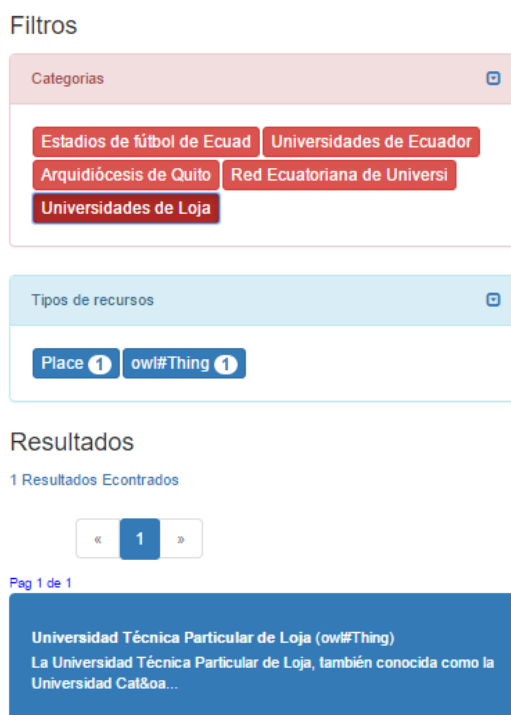 Filtros
Categorias
Estadios de fútbol de Ecuad Universidades de Ecuador
Arquidiócesis de Quito Red Ecuatoriana de Universi
Universidades de Loja
Tipos de recursos
Place 1 owl#Thing 1
Resultados
1 Resultados Econtrados
« 1 »
Pag 1 de 1
Universidad Técnica Particular de Loja (owl#Thing)
La Universidad Técnica Particular de Loja, también conocida como la
Universidad Cat&oa...